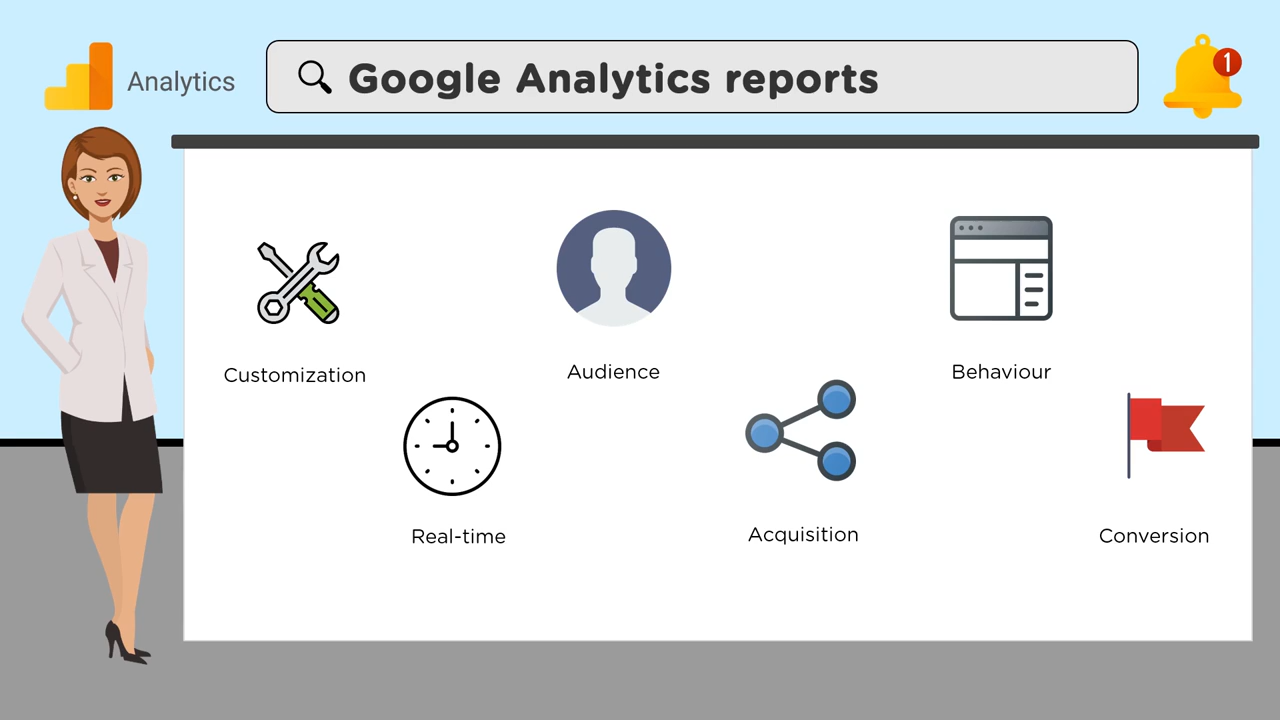 Analytics
Google Analytics reports
1
Customization
Audience
Behaviour
Real-time
Acquisition
Conversion